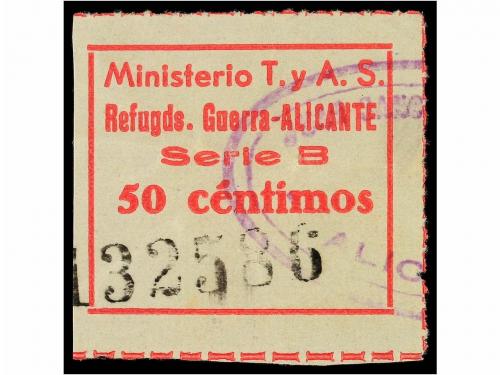 Ministerio T. y A. S.
Refugds. Guerra-ALICANTE
Serie B
50 céntimos
132586